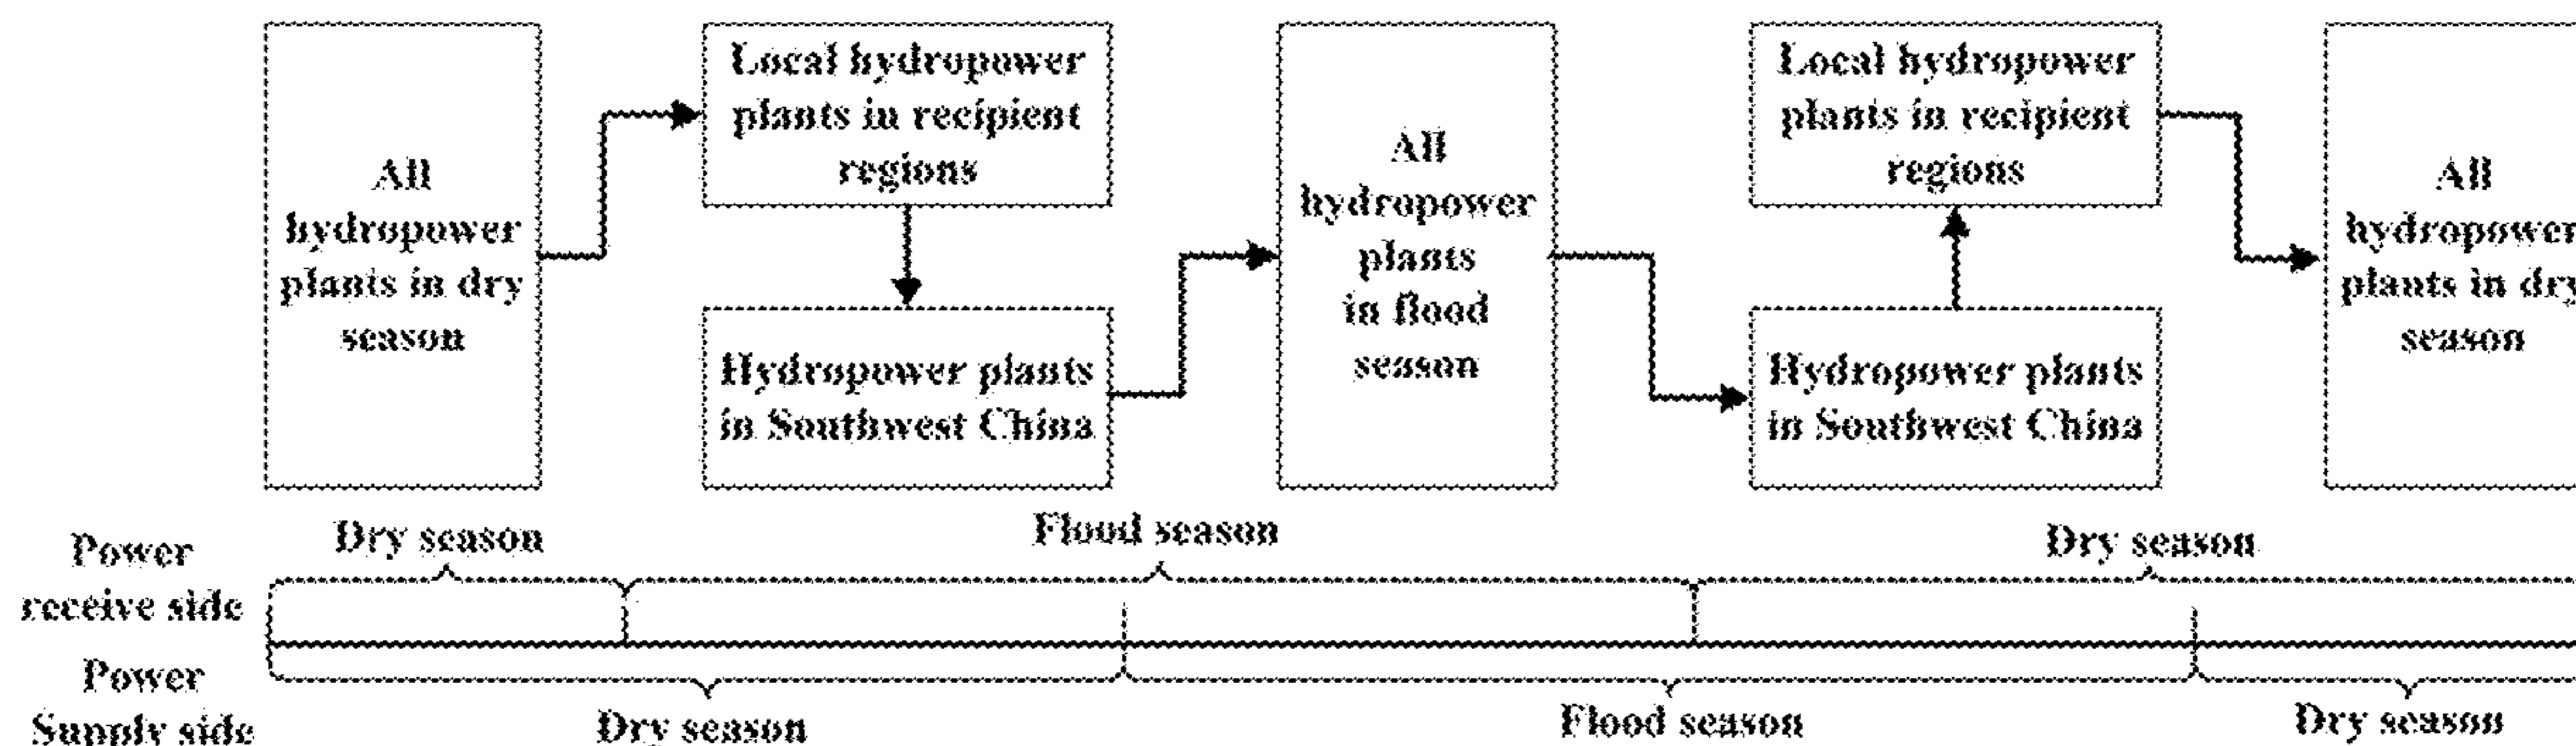 All
hydropower
plants in dry
season
Local hydropower
plants in recipient
regions
Hydropower plants
in Southwest China
All
hydropower
plants
in flood
season
Local hydropower
plants in recipient
regions
Hydropower plants
in Southwest China
All
hydropower
plants in dry
season
Power
receive side
Dry season
Flood season
Dry season
Power
Supply side
Dry season
Flood season
Dry season